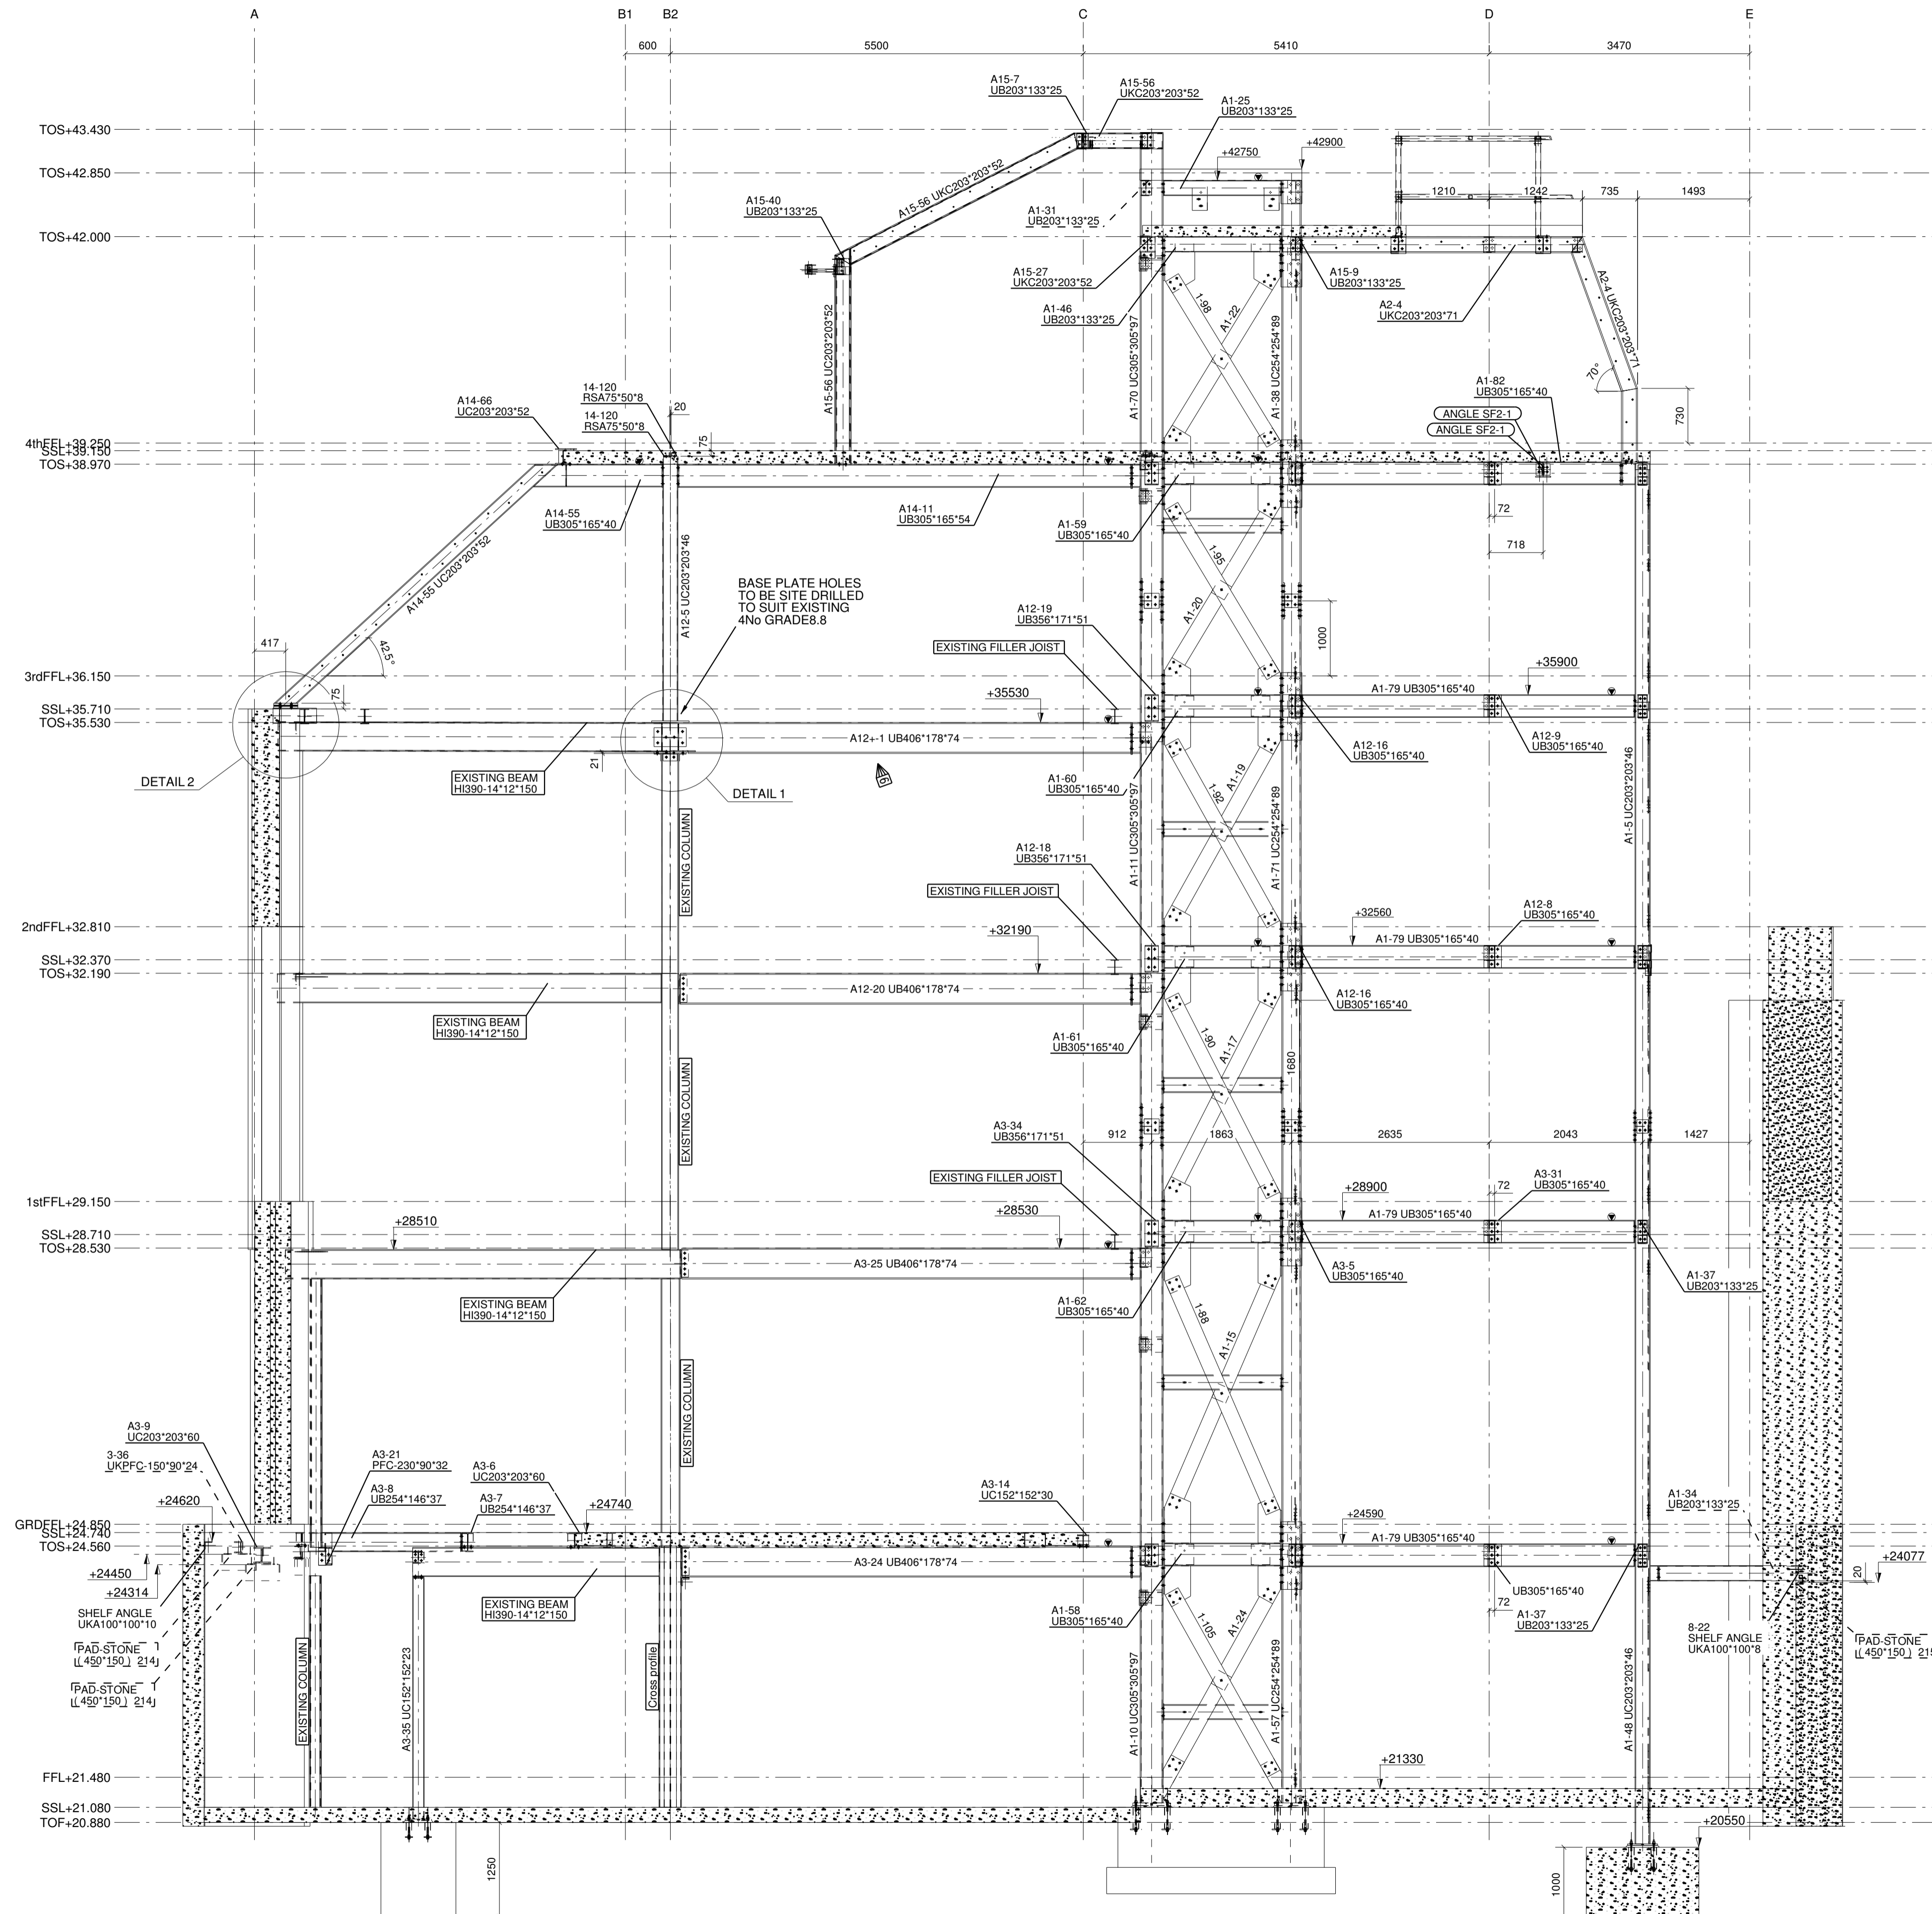 A
B1
B2
C
D
E
600
5500
5410
3470
A15-7
UB203*133*25
A15-56
UKC203*203*52
A1-25
UB203*133*25
TOS+43.430
+42750
+42900
TOS+42.850
A15-56 UKC203*203*52
1210
1242
735
1493
A15-40
UB203*133*25
A1-31
UB203*133*25
TOS+42.000
A15-27
UKC203*203*52
A15-9
UB203*133*25
A1-46
UB203*133*25
A2-4
UKC203*203*71
A2-4 UKC203*203*71
1-98
A1-22
A15-56 UC203*203*52
A1-70 UC305*305*97
A1-38 UC254*254*89
70°
730
A1-82
UB305*165*40
ANGLE SF2-1
ANGLE SF2-1
14-120
RSA75*50*8
14-120
RSA75*50*8
A14-66
UC203*203*52
20
75
4thFFL+39.250
SSL+39.150
TOS+38.970
A14-55
UB305*165*40
A14-11
UB305*165*54
A1-59
UB305*165*40
72
718
A14-55 UC203*203*52
A12-5 UC203*203*46
1-95
A1-20
BASE PLATE HOLES
TO BE SITE DRILLED
TO SUIT EXISTING
4No GRADE8.8
A12-19
UB356*171*51
EXISTING FILLER JOIST
1000
417
42.5°
75
3rdFFL+36.150
+35530
+35900
A1-79 UB305*165*40
SSL+35.710
TOS+35.530
A12+-1 UB406*178*74
A12-16
UB305*165*40
A12-9
UB305*165*40
21
DETAIL 2
EXISTING BEAM
HI390-14*12*150
DETAIL 1
A1-60
UB305*165*40
A1-19
1-92
A1-11 UC305*305*97
A1-71 UC254*254*89
A1-5 UC203*203*46
EXISTING COLUMN
A12-18
UB356*171*51
EXISTING FILLER JOIST
A12-8
UB305*165*40
2ndFFL+32.810
+32190
+32560
A1-79 UB305*165*40
SSL+32.370
TOS+32.190
A12-20 UB406*178*74
A12-16
UB305*165*40
EXISTING BEAM
HI390-14*12*150
A1-61
UB305*165*40
1-90
A1-17
1680
EXISTING COLUMN
A3-34
UB356*171*51
912
1863
2635
2043
1427
EXISTING FILLER JOIST
72
A3-31
UB305*165*40
1stFFL+29.150
+28510
+28530
+28900
A1-79 UB305*165*40
SSL+28.710
TOS+28.530
A3-25 UB406*178*74
A3-5
UB305*165*40
A1-37
UB203*133*25
EXISTING BEAM
HI390-14*12*150
A1-62
UB305*165*40
1-88
A1-15
EXISTING COLUMN
A3-9
UC203*203*60
3-36
UKPFC-150*90*24
A3-21
PFC-230*90*32
A3-6
UC203*203*60
A3-8
UB254*146*37
A3-7
UB254*146*37
A3-14
UC152*152*30
A1-34
UB203*133*25
+24620
+24740
+24590
A1-79 UB305*165*40
GRDFFL+24.850
SSL+24.740
TOS+24.560
A3-24 UB406*178*74
+24450
+24314
20
+24077
UB305*165*40
72
SHELF ANGLE
UKA100*100*10
EXISTING BEAM
HI390-14*12*150
A1-58
UB305*165*40
1-105
A1-24
A1-37
UB203*133*25
8-22
SHELF ANGLE
UKA100*100*8
PAD-STONE
(450*150) 214
PAD-STONE
(450*150) 215
PAD-STONE
(450*150) 214
EXISTING COLUMN
A3-35 UC152*152*23
Cross profile
A1-10 UC305*305*97
A1-57 UC254*254*89
A1-48 UC203*203*46
FFL+21.480
+21330
SSL+21.080
TOF+20.880
+20550
1250
1000